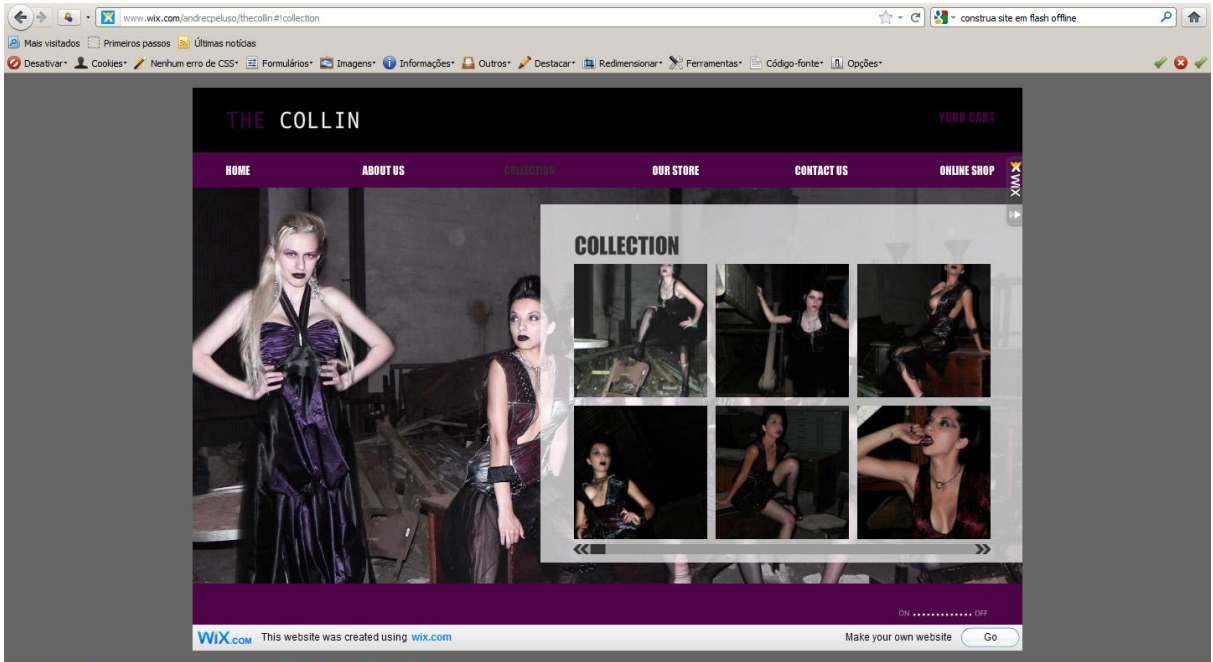 www.wix.com/andrecpeluso/thecollin#!collection
construa site em flash offline
Mais visitados Primeiros passos Últimas notícias
Desativar Cookies Nenhum erro de CSS Formulários Imagens Informações Outros Destacar Redimensionar Ferramentas Código-fonte Opções
THE COLLIN
YOUR CART
HOME ABOUT US COLLECTION OUR STORE CONTACT US ONLINE SHOP
WiX
COLLECTION
ON OFF
WiX.COM This website was created using wix.com Make your own website Go